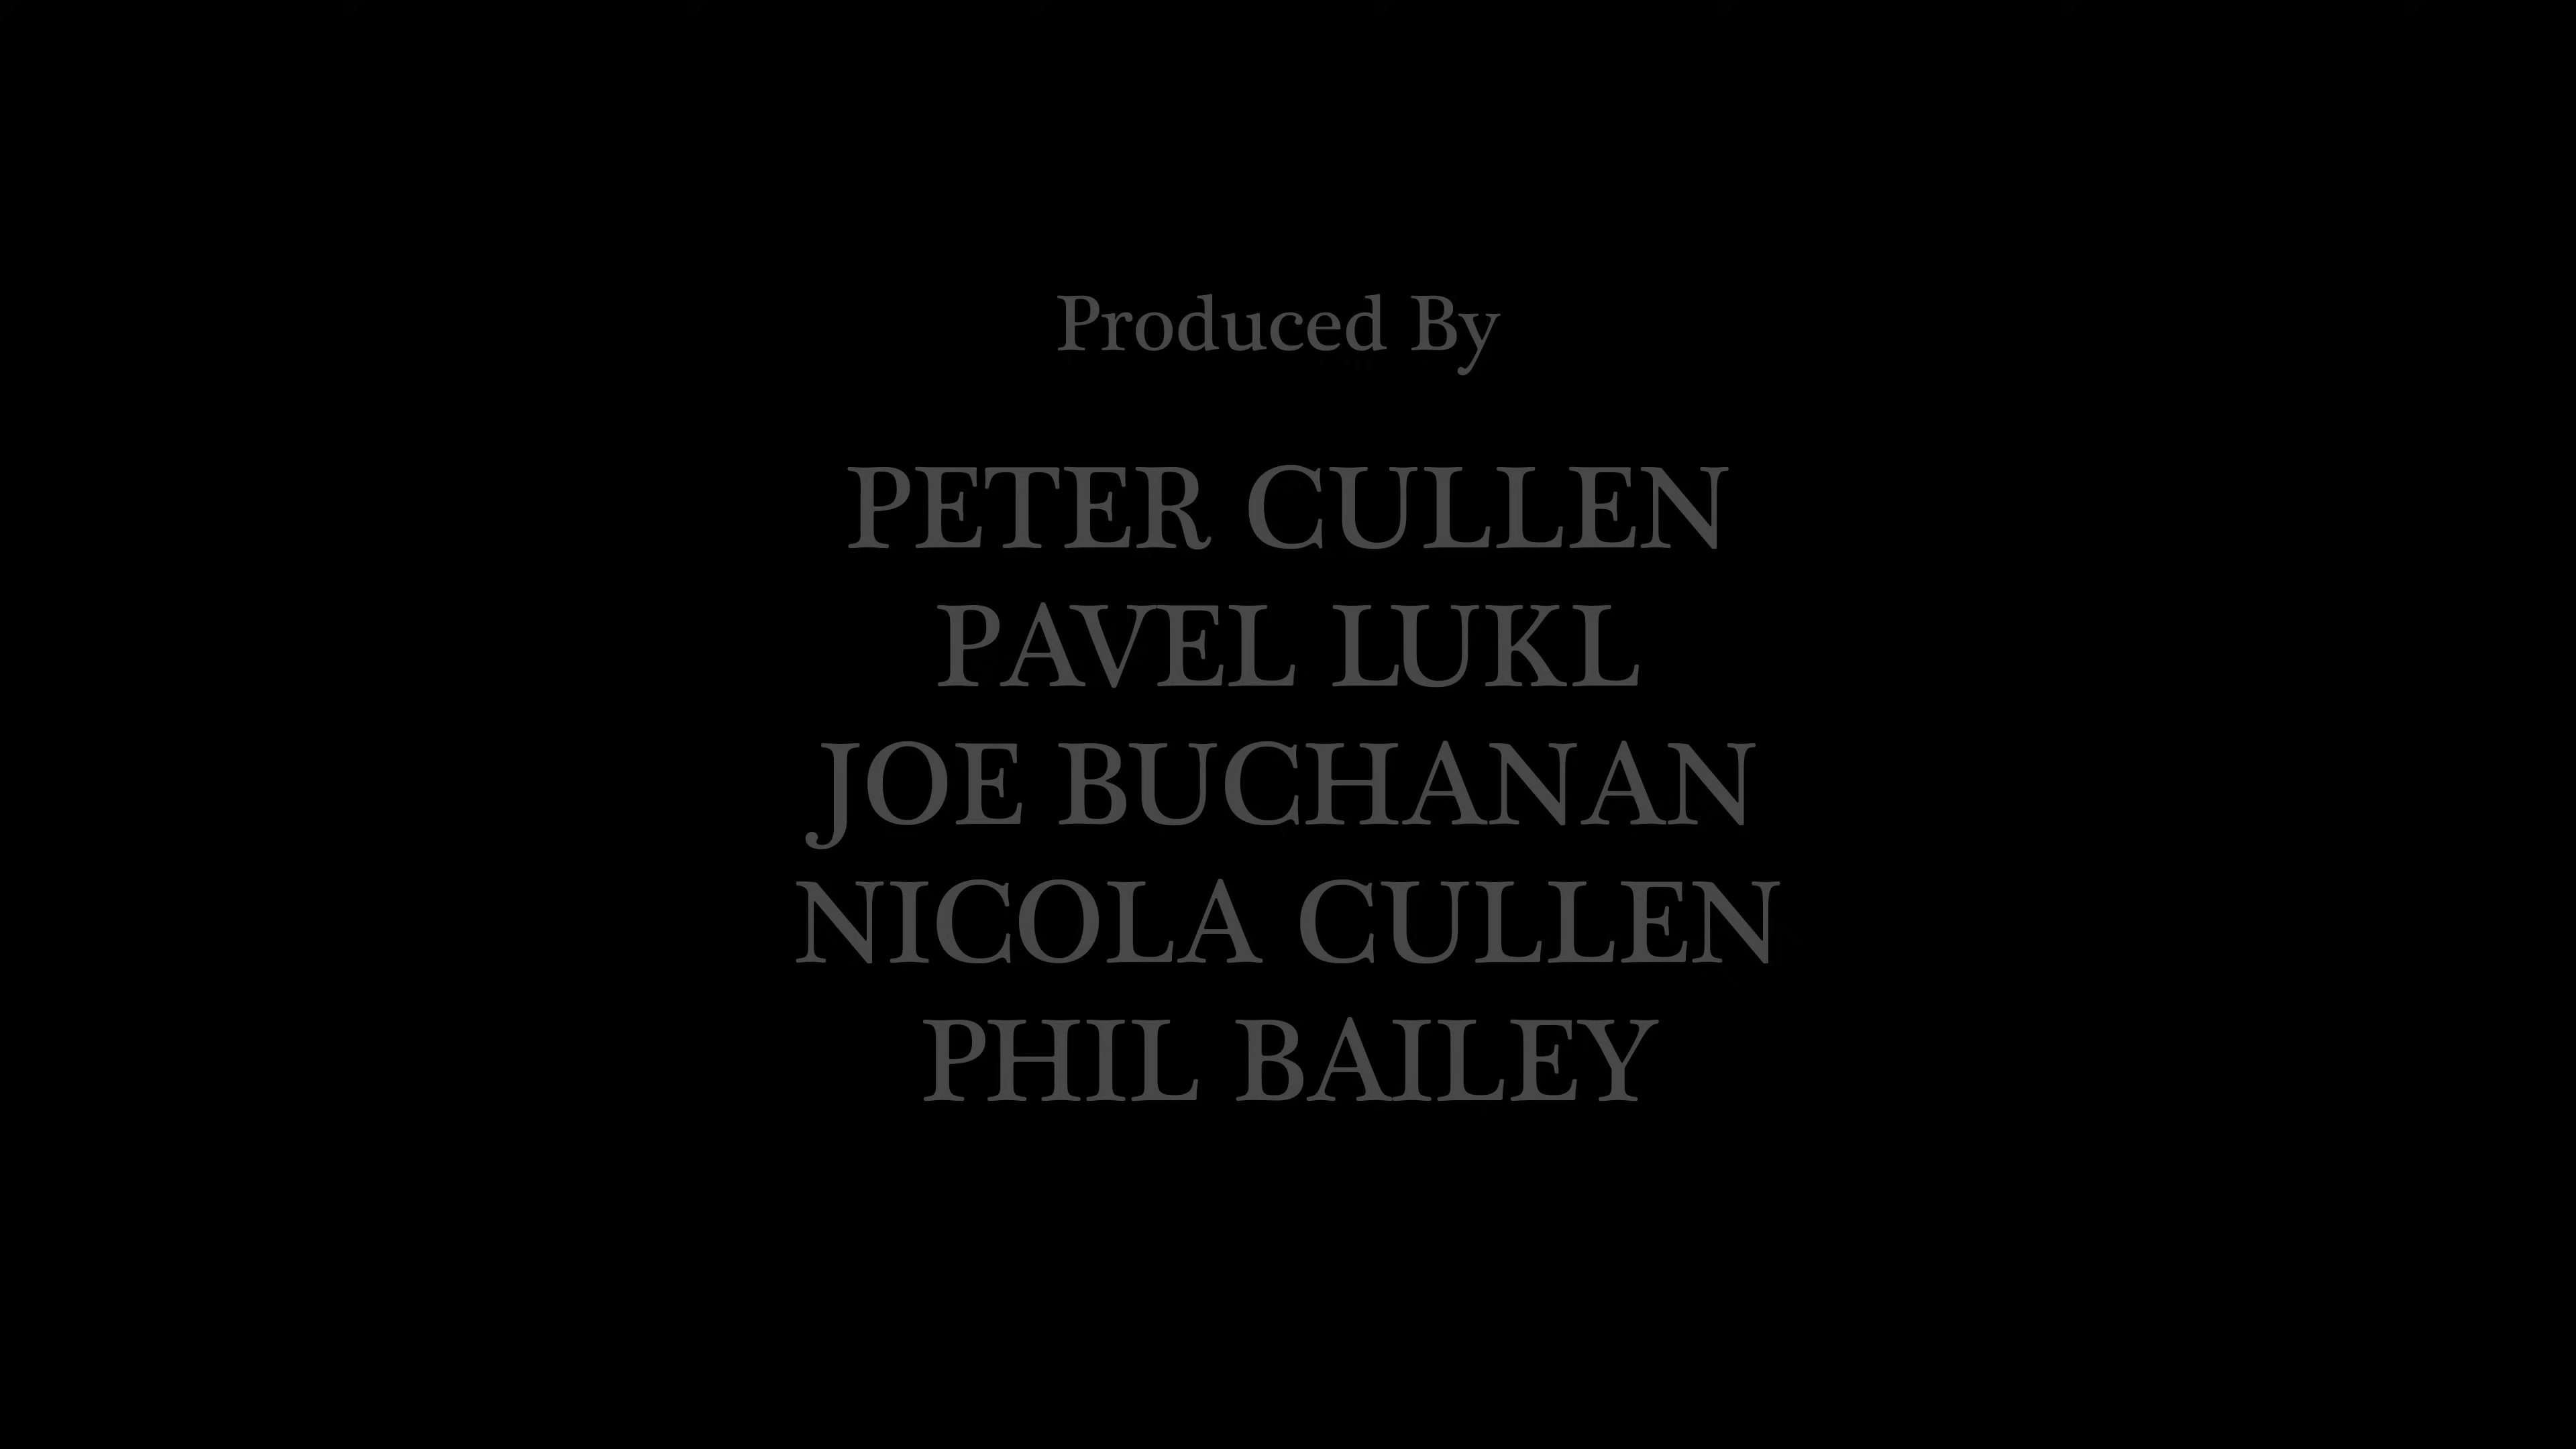 Produced By
PETER CULLEN
PAVEL LUKL
JOE BUCHANAN
NICOLA CULLEN
PHIL BAILEY